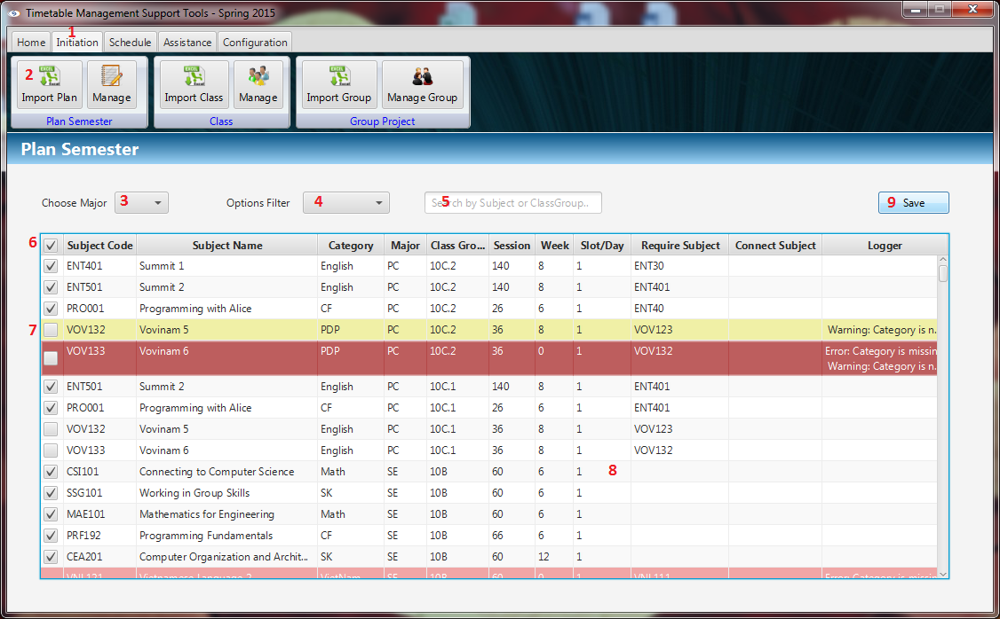 Timetable Management Support Tools - Spring 2015
1
Home Initiation Schedule Assistance Configuration
2
Import Plan Manage Import Class Manage Import Group Manage Group
Plan Semester Class Group Project
Plan Semester
Choose Major 3 Options Filter 4 5 Search by Subject or ClassGroup.. 9 Save
6 Subject Code Subject Name Category Major Class Gro... Session Week Slot/Day Require Subject Connect Subject Logger
ENT401 Summit 1 English PC 10C.2 140 8 1 ENT30
ENT501 Summit 2 English PC 10C.2 140 8 1 ENT401
PRO001 Programming with Alice CF PC 10C.2 26 6 1 ENT40
7 VOV132 Vovinam 5 PDP PC 10C.2 36 8 1 VOV123 Warning: Category is n.
VOV133 Vovinam 6 PDP PC 10C.2 36 0 1 VOV132 Error: Category is missin
Warning: Category is n.
ENT501 Summit 2 English PC 10C.1 140 8 1 ENT401
PRO001 Programming with Alice CF PC 10C.1 26 6 1 ENT401
VOV132 Vovinam 5 English PC 10C.1 36 8 1 VOV123
VOV133 Vovinam 6 English PC 10C.1 36 8 1 VOV132
CSI101 Connecting to Computer Science Math SE 10B 60 6 1 8
SSG101 Working in Group Skills SK SE 10B 60 6 1
MAE101 Mathematics for Engineering Math SE 10B 60 6 1
PRF192 Programming Fundamentals CF SE 10B 66 6 1
CEA201 Computer Organization and Archit... SK SE 10B 60 12 1
VNL121 Vietnamese Language 2 VietNam SE 10B 60 0 1 VNL111 Error: Category is missin